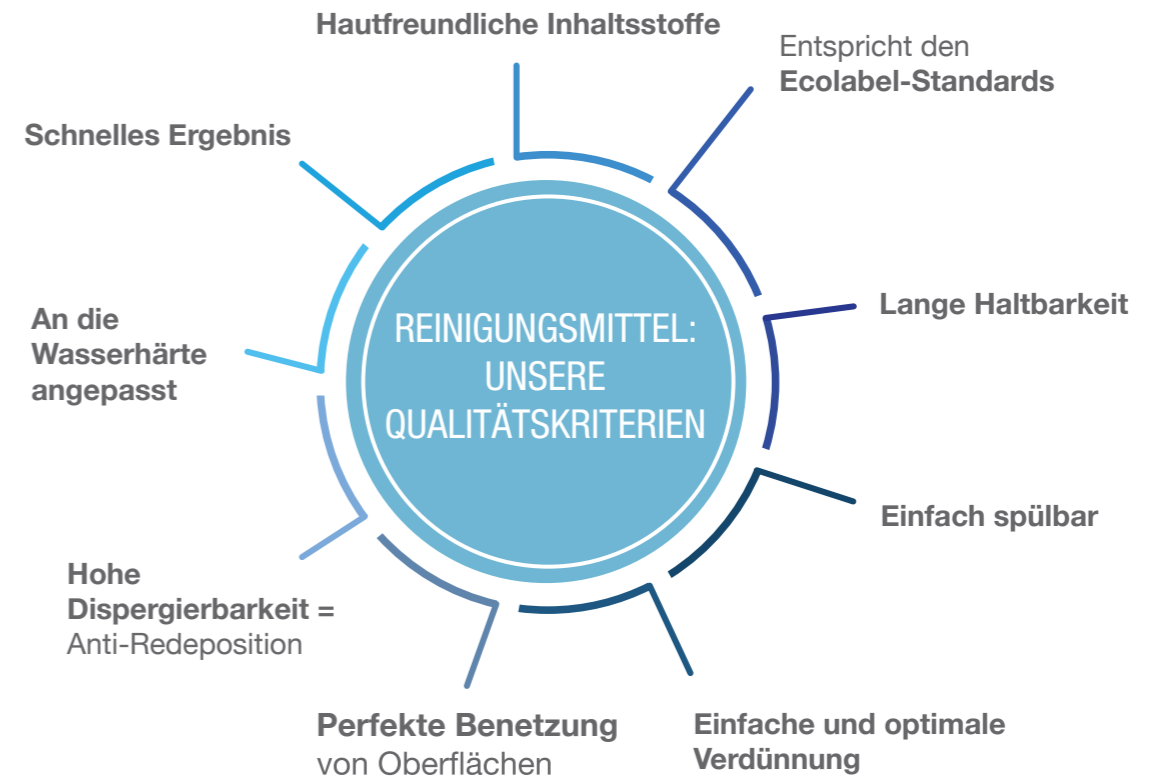 Hautfreundliche Inhaltsstoffe
Entspricht den
Ecolabel-Standards
Schnelles Ergebnis
Lange Haltbarkeit
An die
Wasserhärte
angepasst
REINIGUNGSMITTEL:
UNSERE
QUALITÄTSKRITERIEN
Einfach spülbar
Hohe
Dispergierbarkeit =
Anti-Redeposition
Perfekte Benetzung
von Oberflächen
Einfache und optimale
Verdünnung